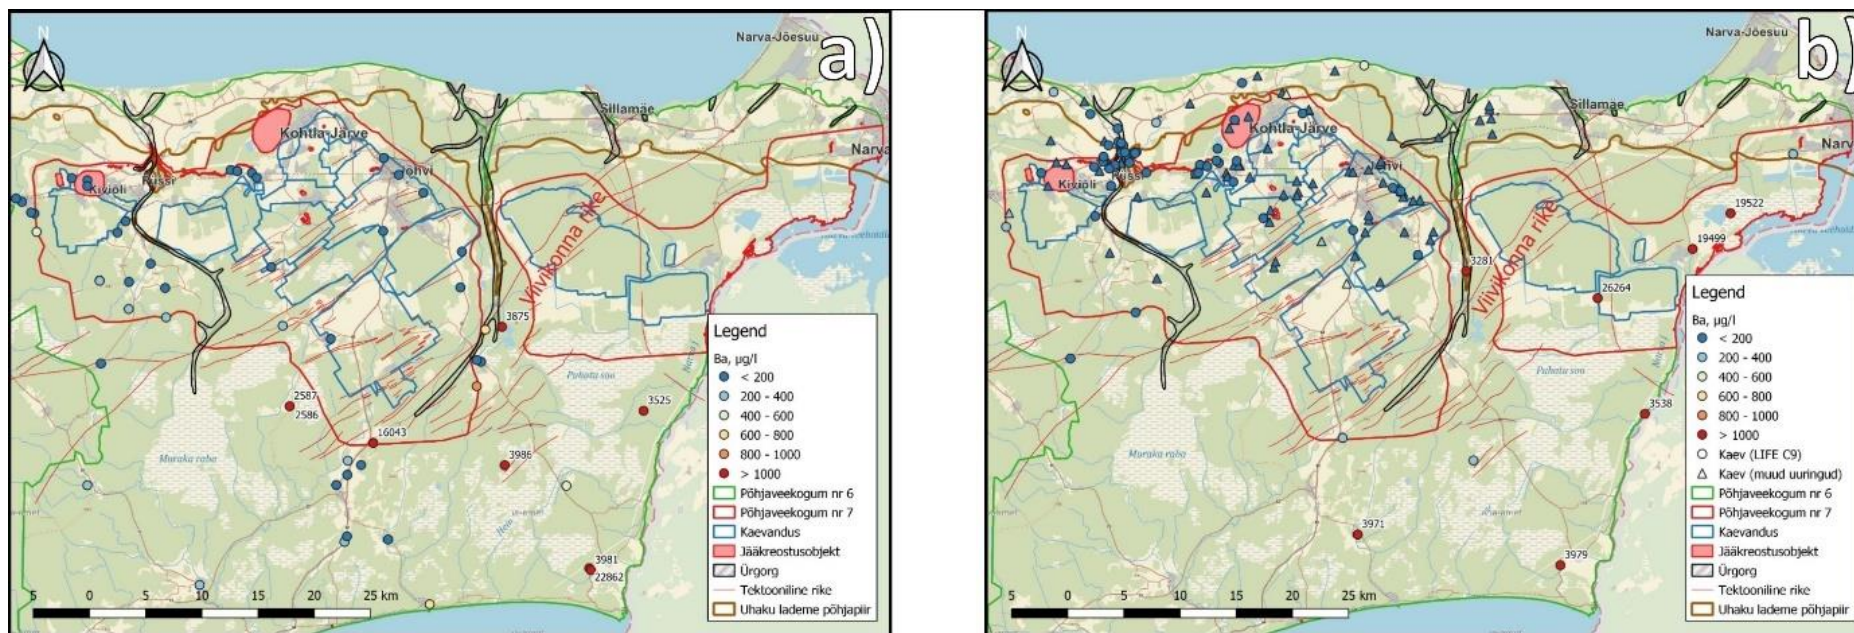 a)
N
Narva-Jõesuu
Sillamäe
Kohtla-Järve
Jõhvi
Narva
Kiviõli
Püssi
Viivikonna rike
3875
2587
2586
16043
3525
3986
3981
22862
Muraka raba
Puhatu soo
Legend
Ba, µg/l
< 200
200 - 400
400 - 600
600 - 800
800 - 1000
> 1000
Põhjaveekogum nr 6
Põhjaveekogum nr 7
Kaevandus
Jääkreostusobjekt
Ürgorg
Tektooniline rike
Uhaku lademe põhjapiir
5 0 5 10 15 20 25 km
b)
N
Narva-Jõesuu
Sillamäe
Kohtla-Järve
Jõhvi
Narv
Kiviõli
Püssi
Viivikonna rike
19522
19499
3281
26264
3538
3971
3979
Muraka raba
Puhatu soo
Legend
Ba, µg/l
< 200
200 - 400
400 - 600
600 - 800
800 - 1000
> 1000
Kaev (LIFE C9)
Kaev (muud uuringud)
Põhjaveekogum nr 6
Põhjaveekogum nr 7
Kaevandus
Jääkreostusobjekt
Ürgorg
Tektooniline rike
Uhaku lademe põhjapiir
5 0 5 10 15 20 25 km